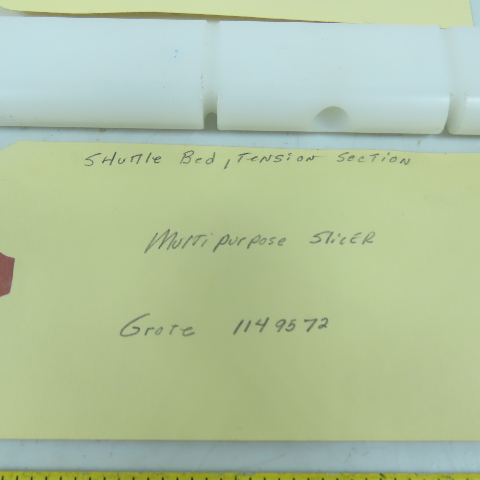 SHuttle Bed, Tension Section
Multipurpose SlicER
Grote 1149572